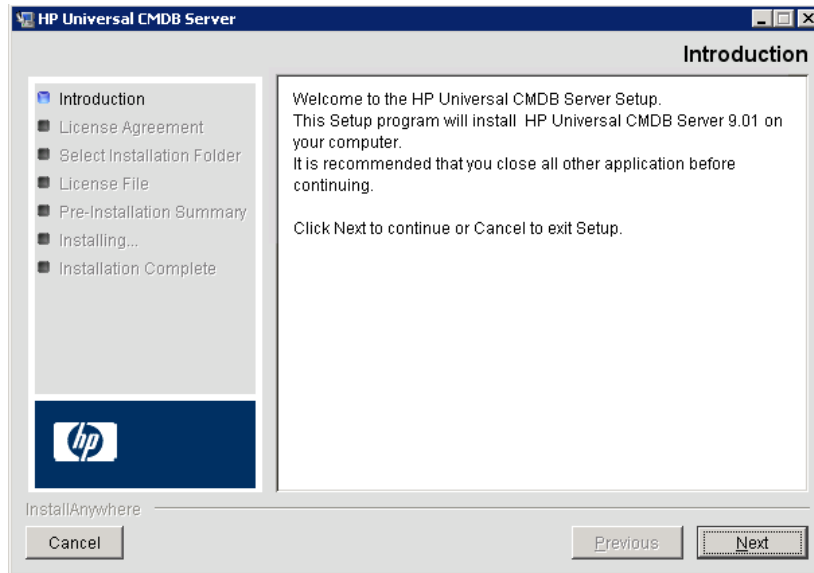 HP Universal CMDB Server
Introduction
Introduction
License Agreement
Select Installation Folder
License File
Pre-Installation Summary
Installing...
Installation Complete
Welcome to the HP Universal CMDB Server Setup.
This Setup program will install HP Universal CMDB Server 9.01 on
your computer.
It is recommended that you close all other application before
continuing.
Click Next to continue or Cancel to exit Setup.
hp
InstallAnywhere
Cancel
Previous
Next